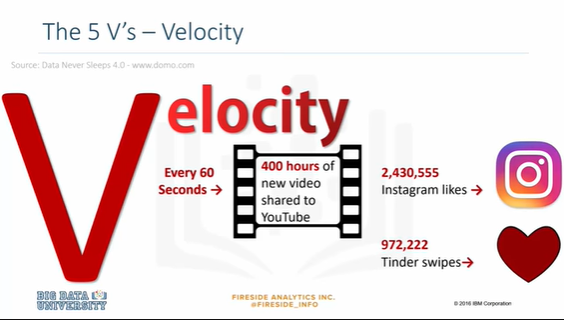 The 5 V's – Velocity
Source: Data Never Sleeps 4.0 - www.domo.com
Velocity
Every 60
Seconds →
400 hours of
new video
shared to
YouTube
2,430,555
Instagram likes →
972,222
Tinder swipes→
BIG DATA
UNIVERSITY
FIRESIDE ANALYTICS INC.
@FIRESIDE_INFO
© 2016 IBM Corporation